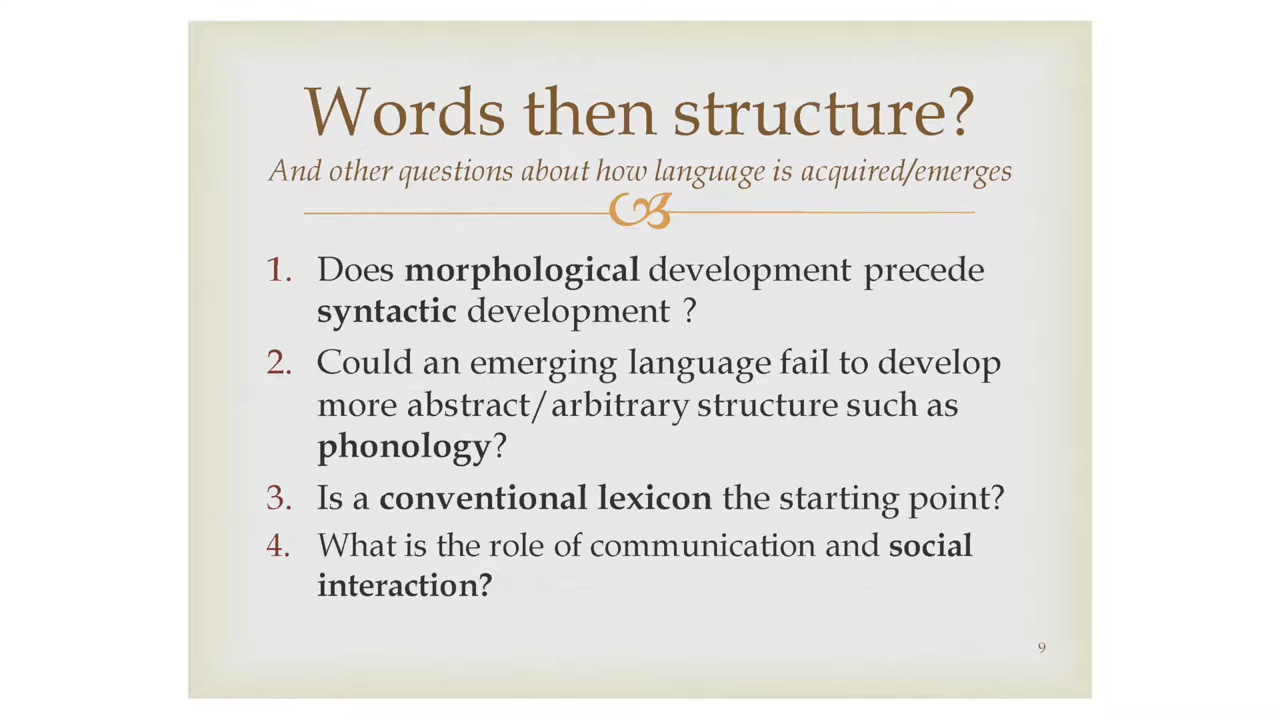 Words then structure?
And other questions about how language is acquired/emerges
1. Does morphological development precede
syntactic development ?
2. Could an emerging language fail to develop
more abstract/arbitrary structure such as
phonology?
3. Is a conventional lexicon the starting point?
4. What is the role of communication and social
interaction?
9